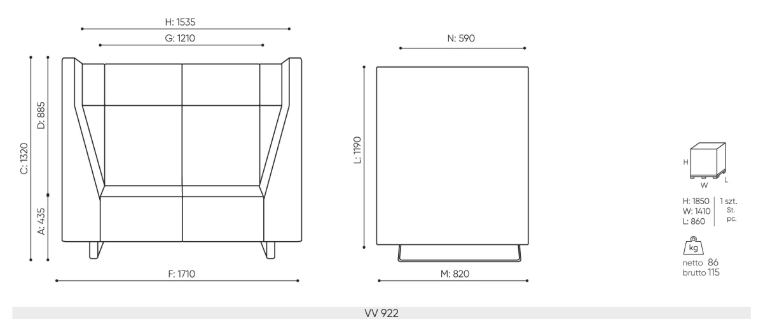 H: 1535
G: 1210
D: 885
C: 1320
A: 435
F: 1710
N: 590
L: 1190
M: 820
H
W
L
H: 1850
W: 1410
L: 860
1 szt.
St.
pc.
kg
netto 86
brutto 115
VV 922